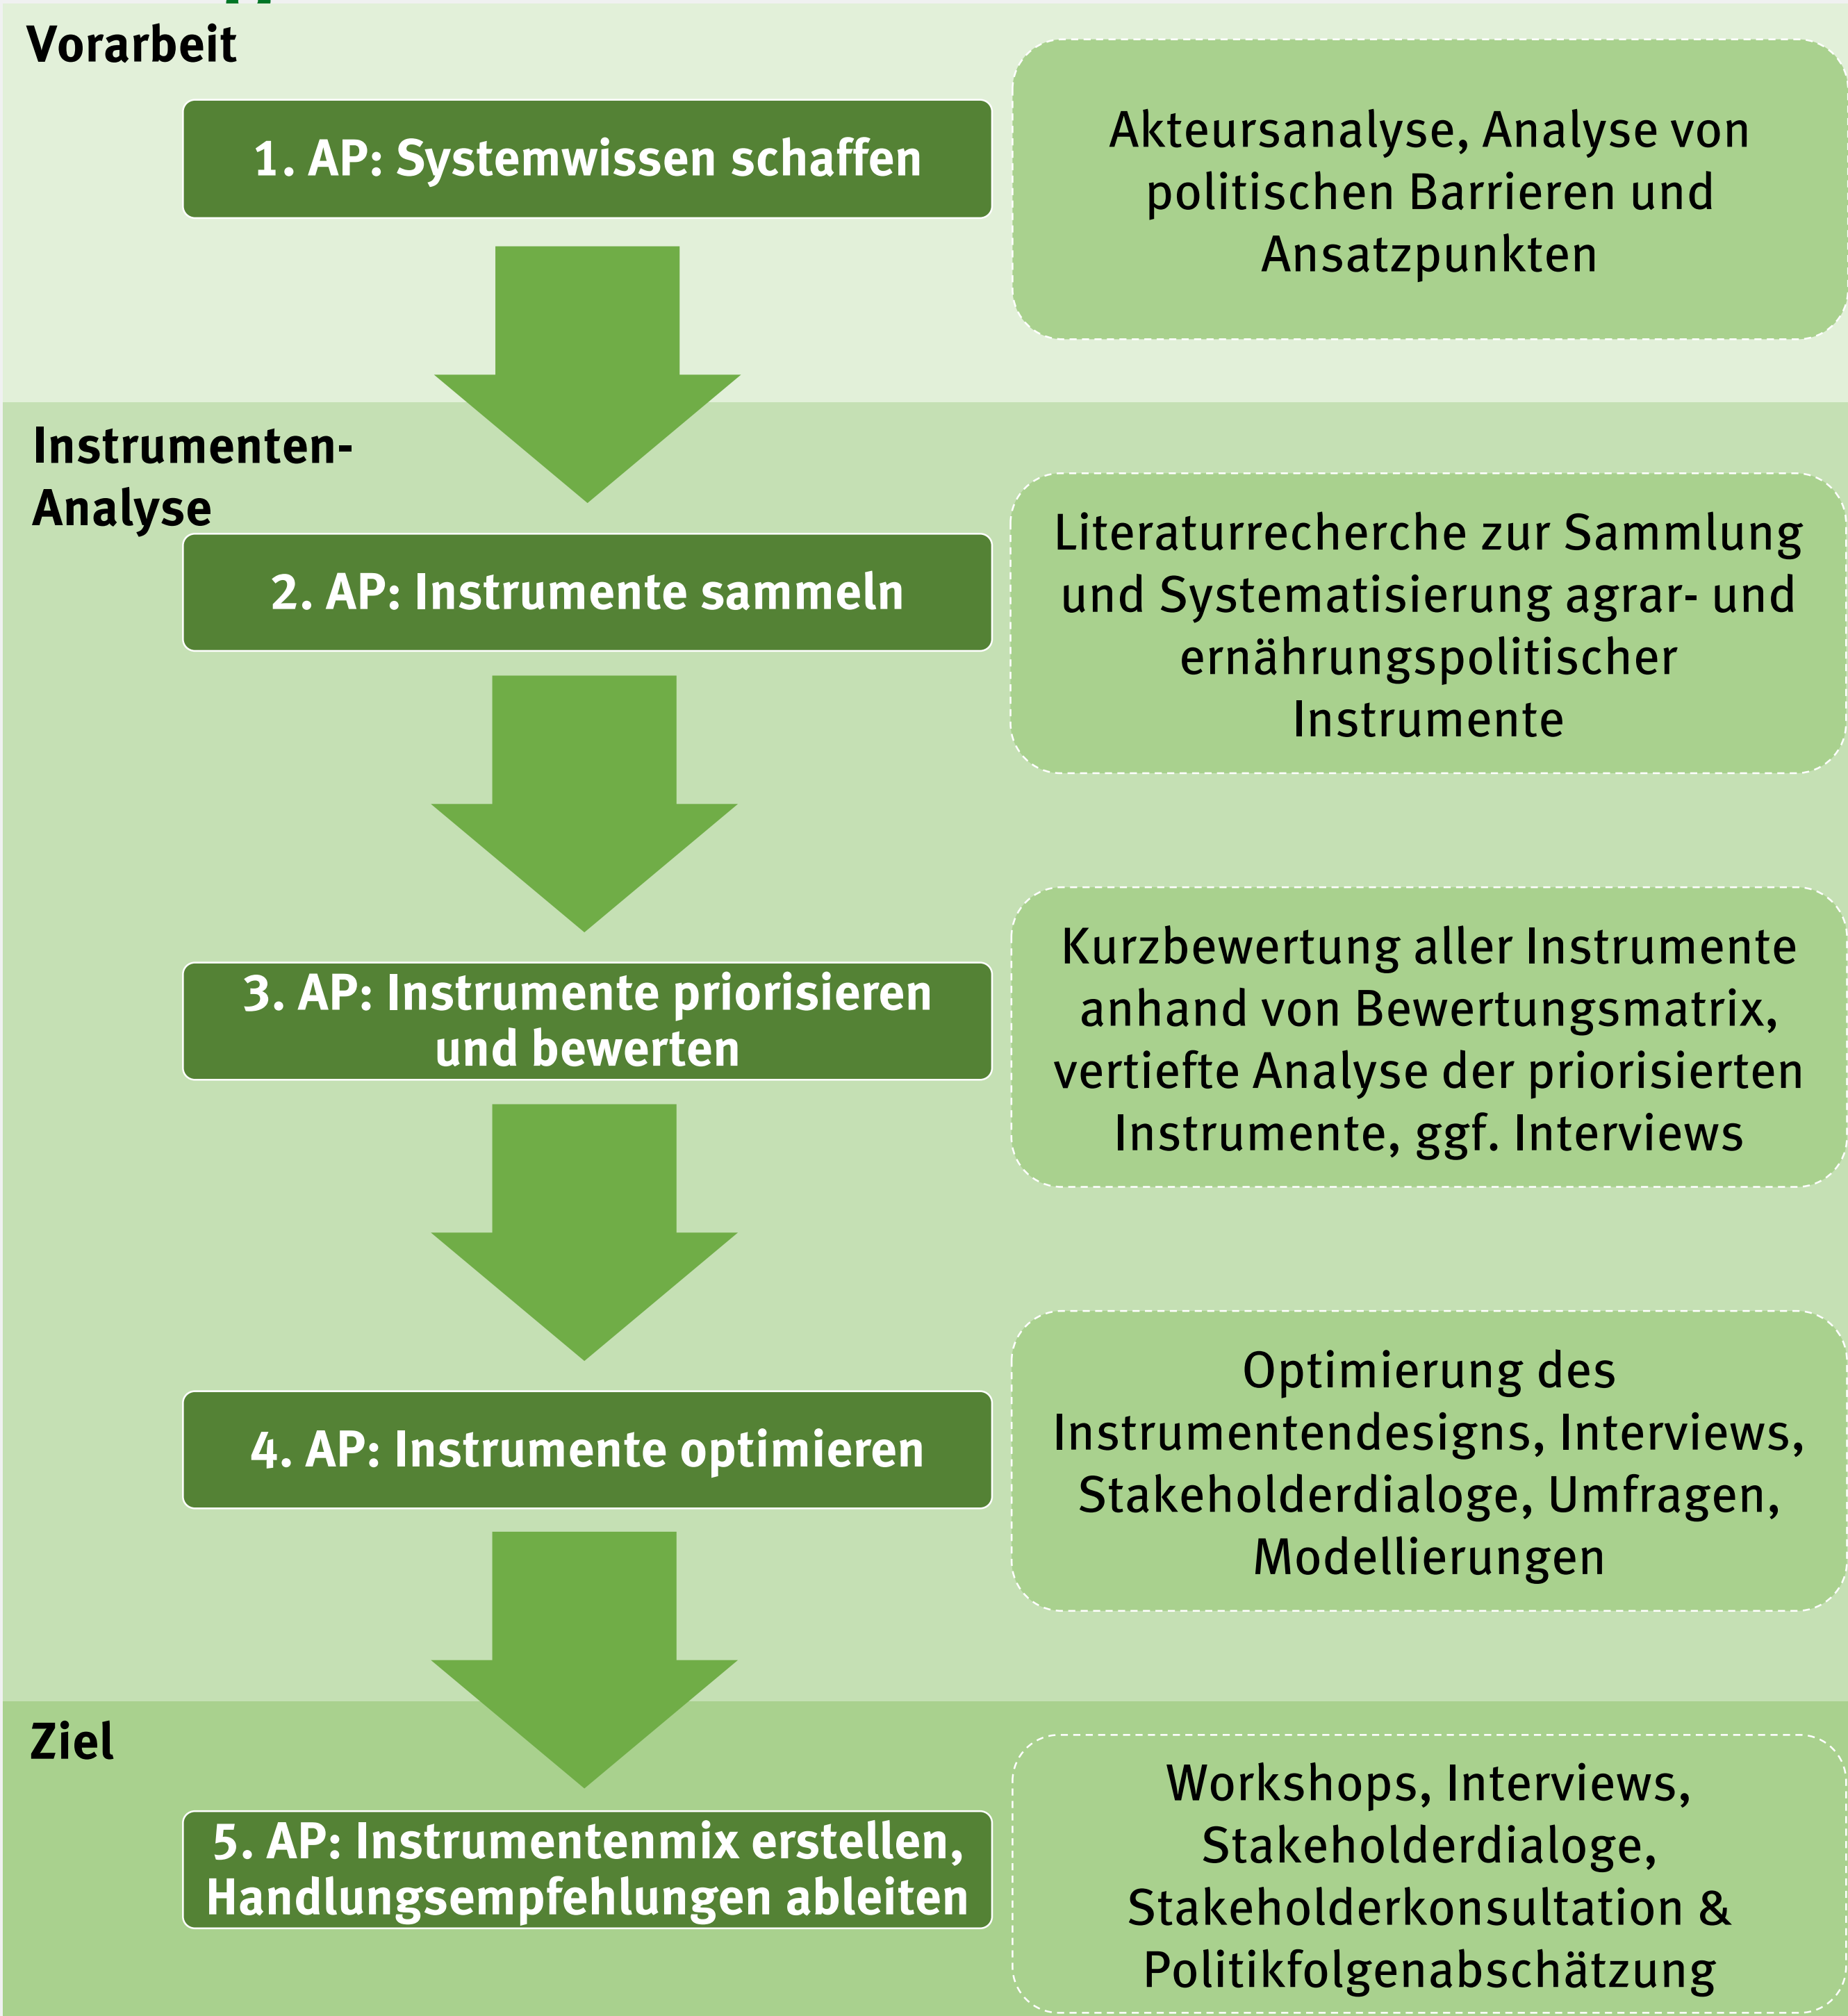 Vorarbeit
1. AP: Systemwissen schaffen
Akteursanalyse, Analyse von
politischen Barrieren und
Ansatzpunkten
Instrumenten-
Analyse
2. AP: Instrumente sammeln
Literaturrecherche zur Sammlung
und Systematisierung agrar- und
ernährungspolitischer
Instrumente
3. AP: Instrumente priorisieren
und bewerten
Kurzbewertung aller Instrumente
anhand von Bewertungsmatrix,
vertiefte Analyse der priorisierten
Instrumente, ggf. Interviews
4. AP: Instrumente optimieren
Optimierung des
Instrumentendesigns, Interviews,
Stakeholderdialoge, Umfragen,
Modellierungen
Ziel
5. AP: Instrumentenmix erstellen,
Handlungsempfehlungen ableiten
Workshops, Interviews,
Stakeholderdialoge,
Stakeholderkonsultation &
Politikfolgenabschätzung